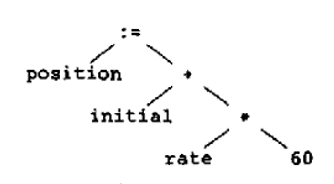 :=
position +
initial *
rate 60